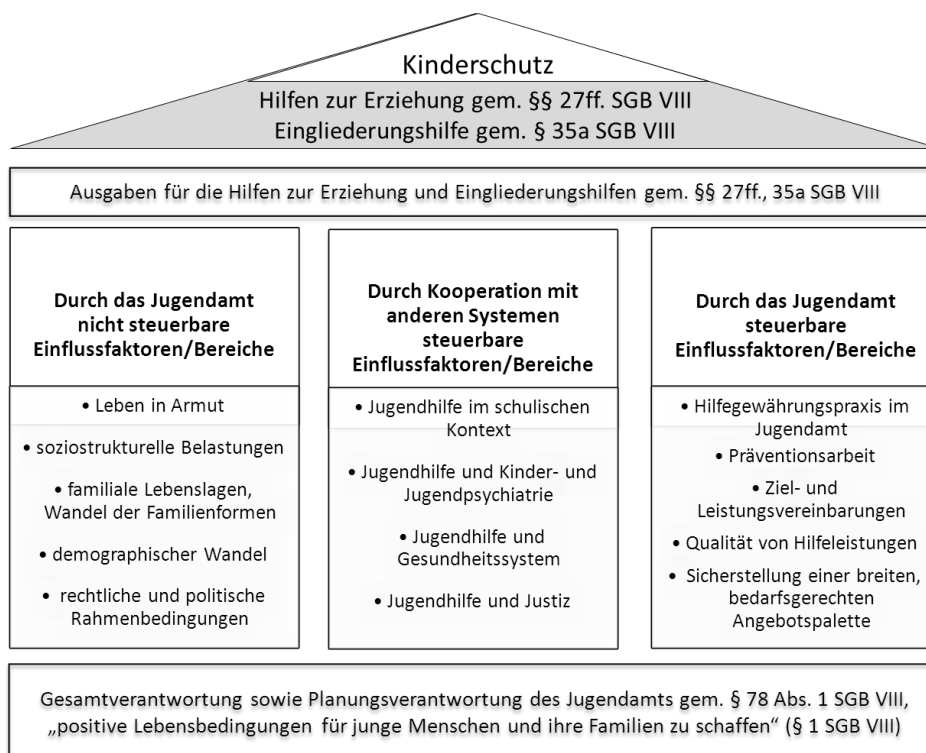 Kinderschutz
Hilfen zur Erziehung gem. §§ 27ff. SGB VIII
Eingliederungshilfe gem. § 35a SGB VIII
Ausgaben für die Hilfen zur Erziehung und Eingliederungshilfen gem. §§ 27ff., 35a SGB VIII
Durch das Jugendamt
nicht steuerbare
Einflussfaktoren/Bereiche
• Leben in Armut
• soziostrukturelle Belastungen
• familiale Lebenslagen,
Wandel der Familienformen
• demographischer Wandel
• rechtliche und politische
Rahmenbedingungen
Durch Kooperation mit
anderen Systemen
steuerbare
Einflussfaktoren/Bereiche
• Jugendhilfe im schulischen
Kontext
• Jugendhilfe und Kinder- und
Jugendpsychiatrie
• Jugendhilfe und
Gesundheitssystem
• Jugendhilfe und Justiz
Durch das Jugendamt
steuerbare
Einflussfaktoren/Bereiche
• Hilfegewährungspraxis im
Jugendamt
• Präventionsarbeit
• Ziel- und
Leistungsvereinbarungen
• Qualität von Hilfeleistungen
• Sicherstellung einer breiten,
bedarfsgerechten
Angebotspalette
Gesamtverantwortung sowie Planungsverantwortung des Jugendamts gem. § 78 Abs. 1 SGB VIII,
„positive Lebensbedingungen für junge Menschen und ihre Familien zu schaffen“ (§ 1 SGB VIII)